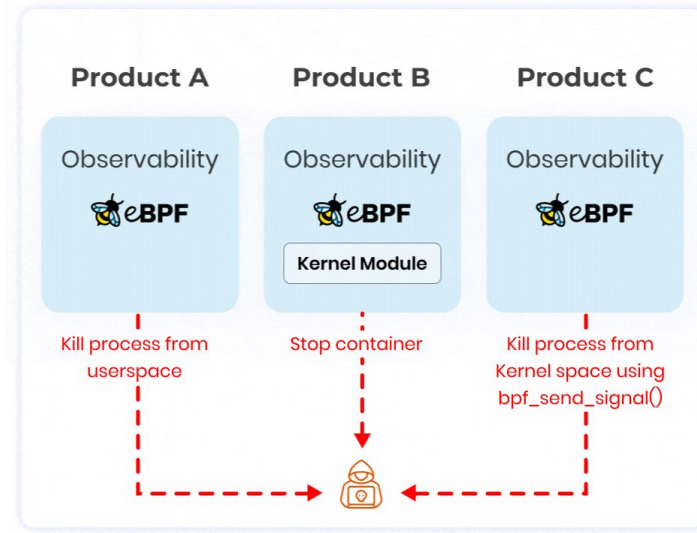 Product A
Product B
Product C
Observability
eBPF
Observability
eBPF
Kernel Module
Observability
eBPF
Kill process from
userspace
Stop container
Kill process from
Kernel space using
bpf_send_signal()